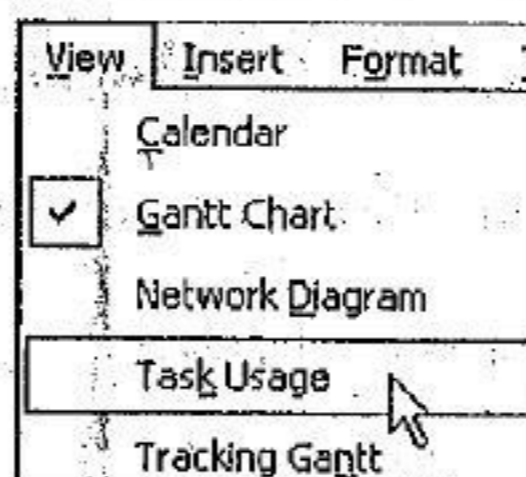 View Insert Format
Calendar
Gantt Chart
Network Diagram
Task Usage
Tracking Gantt